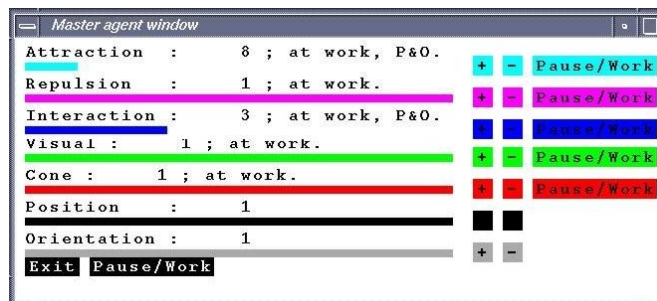 Master agent window
Attraction : 8 ; at work, P&O.
+ - Pause/Work
Repulsion : 1 ; at work.
+ - Pause/Work
Interaction : 3 ; at work, P&O.
+ - Pause/Work
Visual : 1 ; at work.
+ - Pause/Work
Cone : 1 ; at work.
+ - Pause/Work
Position : 1
Orientation : 1
+ -
Exit Pause/Work